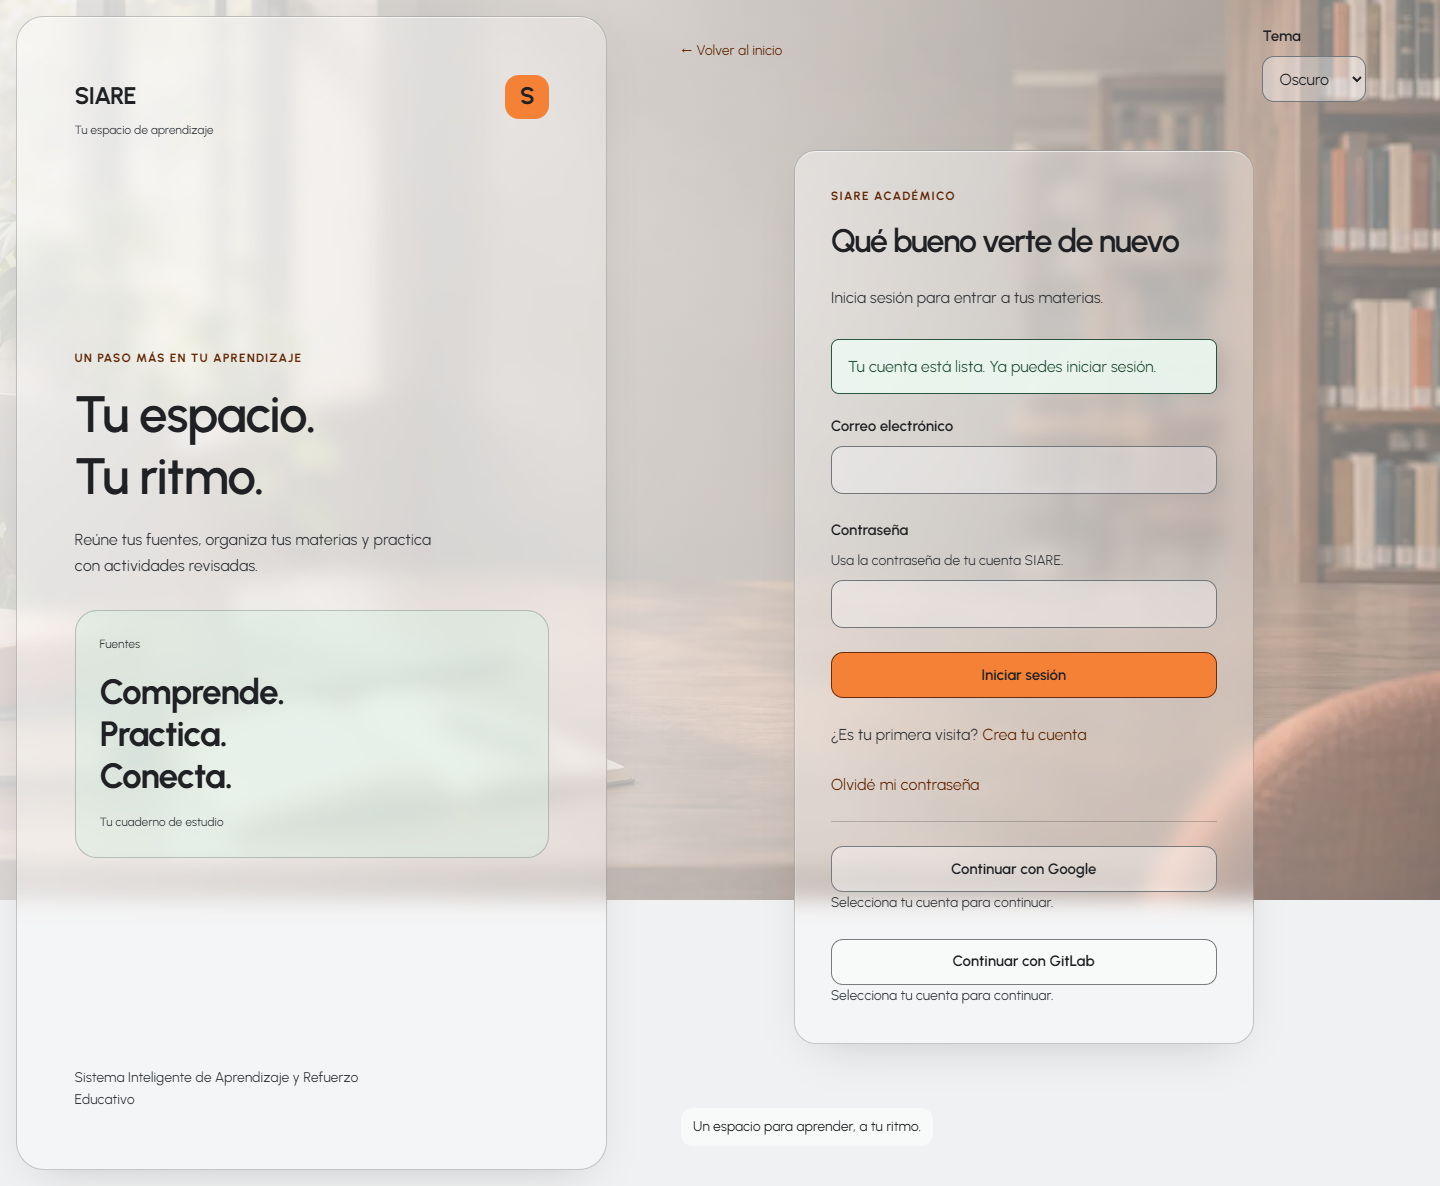 SIARE
S
Tu espacio de aprendizaje
UN PASO MÁS EN TU APRENDIZAJE
Tu espacio.
Tu ritmo.
Reúne tus fuentes, organiza tus materias y practica
con actividades revisadas.
Fuentes
Comprende.
Practica.
Conecta.
Tu cuaderno de estudio
Sistema Inteligente de Aprendizaje y Refuerzo
Educativo
← Volver al inicio
Tema
Oscuro
SIARE ACADÉMICO
Qué bueno verte de nuevo
Inicia sesión para entrar a tus materias.
Tu cuenta está lista. Ya puedes iniciar sesión.
Correo electrónico
Contraseña
Usa la contraseña de tu cuenta SIARE.
Iniciar sesión
¿Es tu primera visita? Crea tu cuenta
Olvidé mi contraseña
Continuar con Google
Selecciona tu cuenta para continuar.
Continuar con GitLab
Selecciona tu cuenta para continuar.
Un espacio para aprender, a tu ritmo.